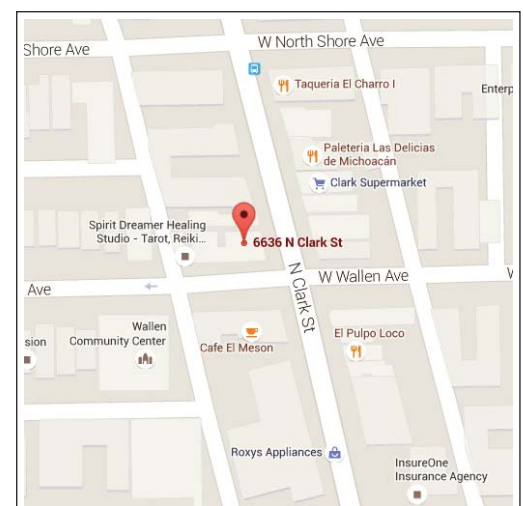 Shore Ave
W North Shore Ave
Taqueria El Charro I
Enterp
Paleteria Las Delicias
de Michoacán
Clark Supermarket
Spirit Dreamer Healing
Studio - Tarot, Reiki...
6636 N Clark St
Ave
W Wallen Ave
N Clark St
sion
Wallen
Community Center
Cafe El Meson
El Pulpo Loco
Roxys Appliances
InsureOne
Insurance Agency